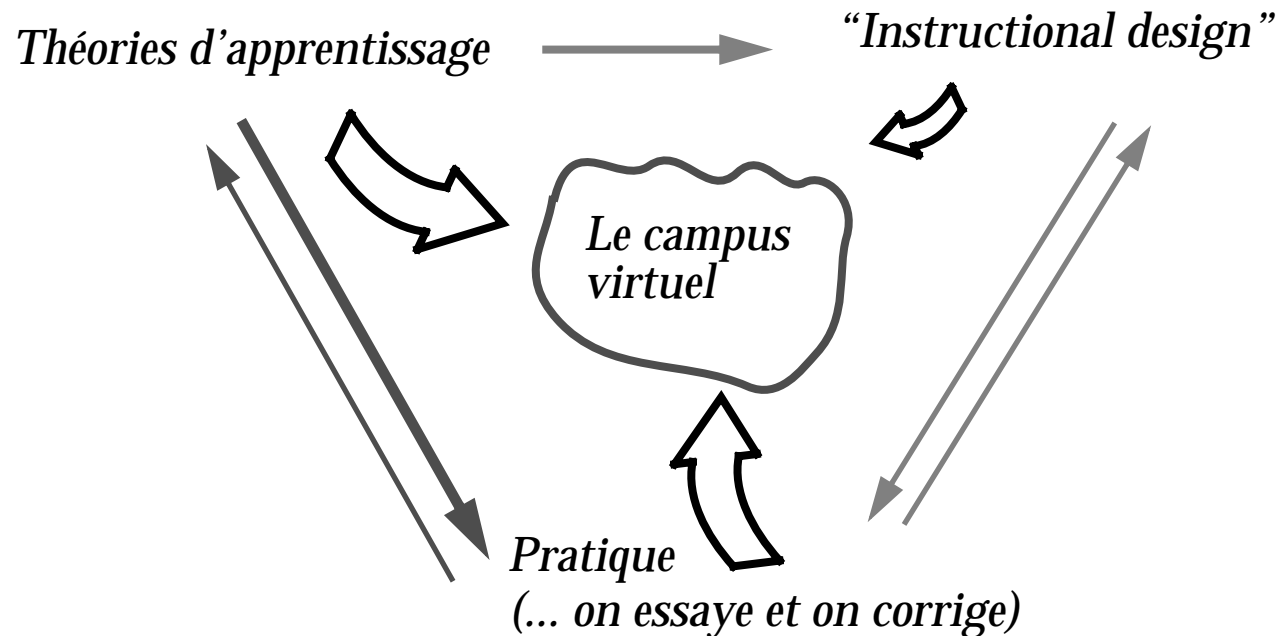 Théories d’apprentissage
“Instructional design”
Le campus
virtuel
Pratique
(... on essaye et on corrige)